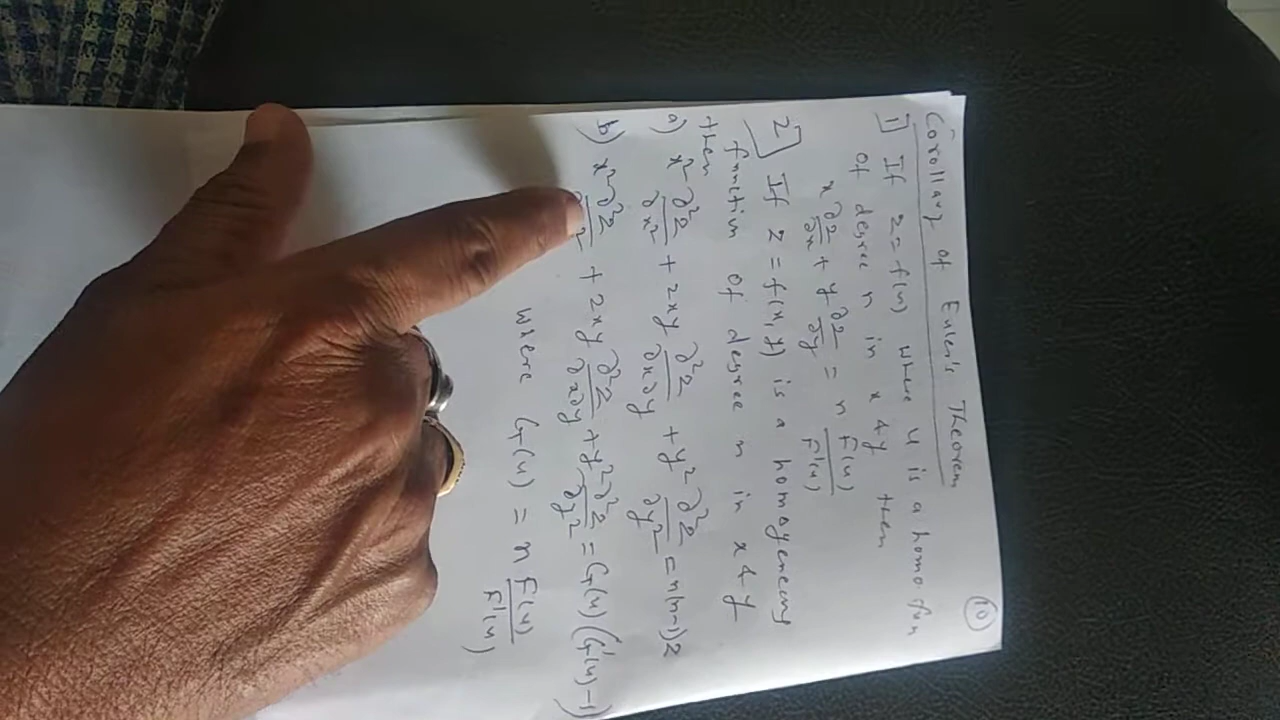 10
Corollary of Euler's Theorem
1] If z = f(u) where u is a homo. fun
of degree n in x & y then
x ∂z/∂x + y ∂z/∂y = n F(u)/F'(u)
2] If z = f(x, y) is a homogeneous
function of degree n in x & y
then
a) x² ∂²z/∂x² + 2xy ∂²z/∂x∂y + y² ∂²z/∂y² = n(n-1)z
b) x² ∂²z/∂x² + 2xy ∂²z/∂x∂y + y² ∂²z/∂y² = G(u) (G'(u)-1)
where G(u) = n F(u)/F'(u)